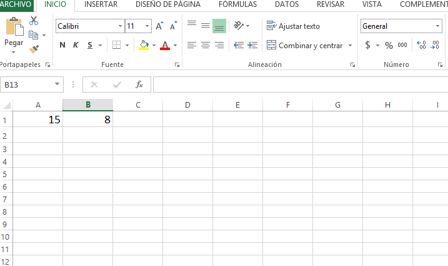 ARCHIVO INICIO INSERTAR DISEÑO DE PÁGINA FÓRMULAS DATOS REVISAR VISTA COMPLEMENT
Calibri 11 A A Ajustar texto General
Pegar N K S A Combinar y centrar $ % 000
Portapapeles Fuente Alineación Número
B13 fx
A B C D E F G H I
1 15 8
2
3
4
5
6
7
8
9
10
11
12